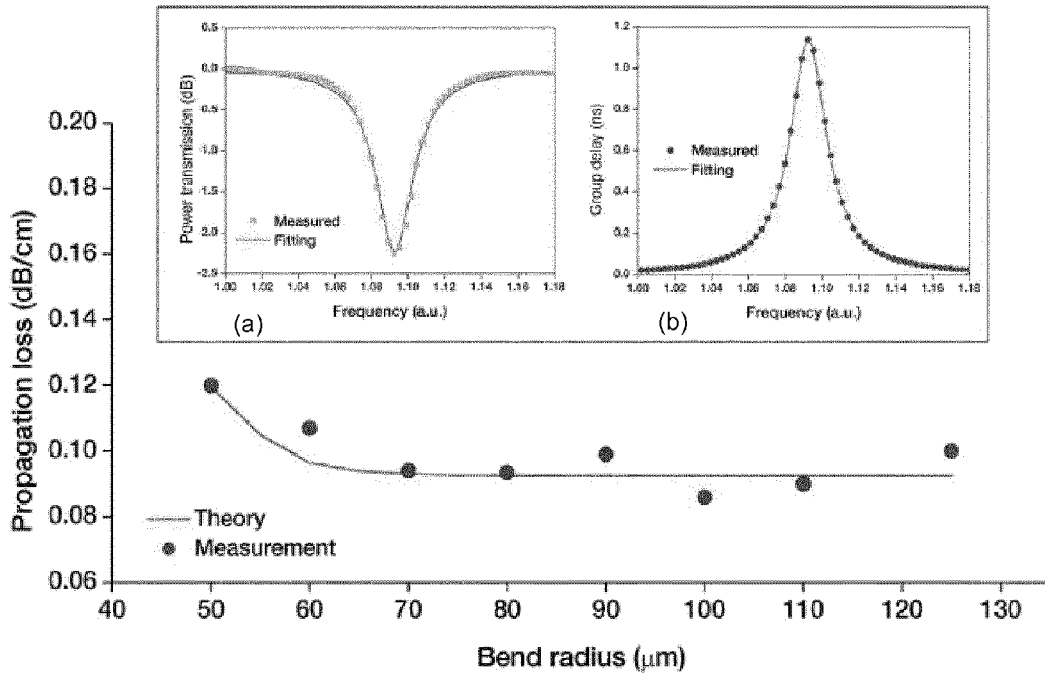 0.5
0.0
0.5
-1.0
-1.5
-2.0
-2.5
Power transmission (dB)
Measured
Fitting
1.00 1.02 1.04 1.06 1.08 1.10 1.12 1.14 1.16 1.18
Frequency (a.u.)
(a)
1.2
1.0
0.8
0.6
0.4
0.2
0.0
Group delay (ns)
Measured
Fitting
1.00 1.02 1.04 1.06 1.08 1.10 1.12 1.14 1.16 1.18
Frequency (a.u.)
(b)
0.20
0.18
0.16
0.14
0.12
0.10
0.08
0.06
Propagation loss (dB/cm)
Theory
Measurement
40 50 60 70 80 90 100 110 120 130
Bend radius (μm)